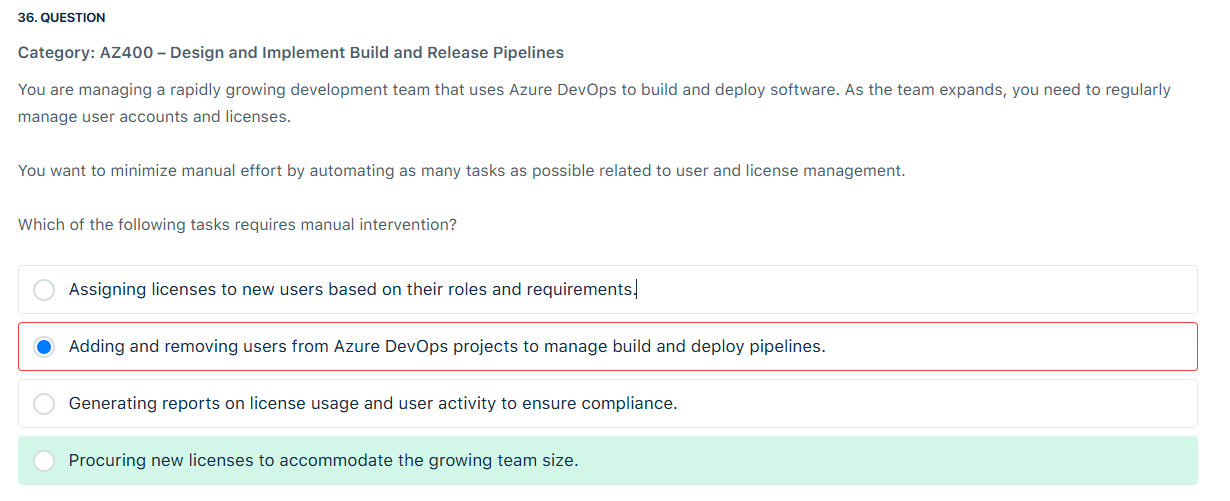 36. QUESTION
Category: AZ400 – Design and Implement Build and Release Pipelines
You are managing a rapidly growing development team that uses Azure DevOps to build and deploy software. As the team expands, you need to regularly
manage user accounts and licenses.
You want to minimize manual effort by automating as many tasks as possible related to user and license management.
Which of the following tasks requires manual intervention?
Assigning licenses to new users based on their roles and requirements.
Adding and removing users from Azure DevOps projects to manage build and deploy pipelines.
Generating reports on license usage and user activity to ensure compliance.
Procuring new licenses to accommodate the growing team size.